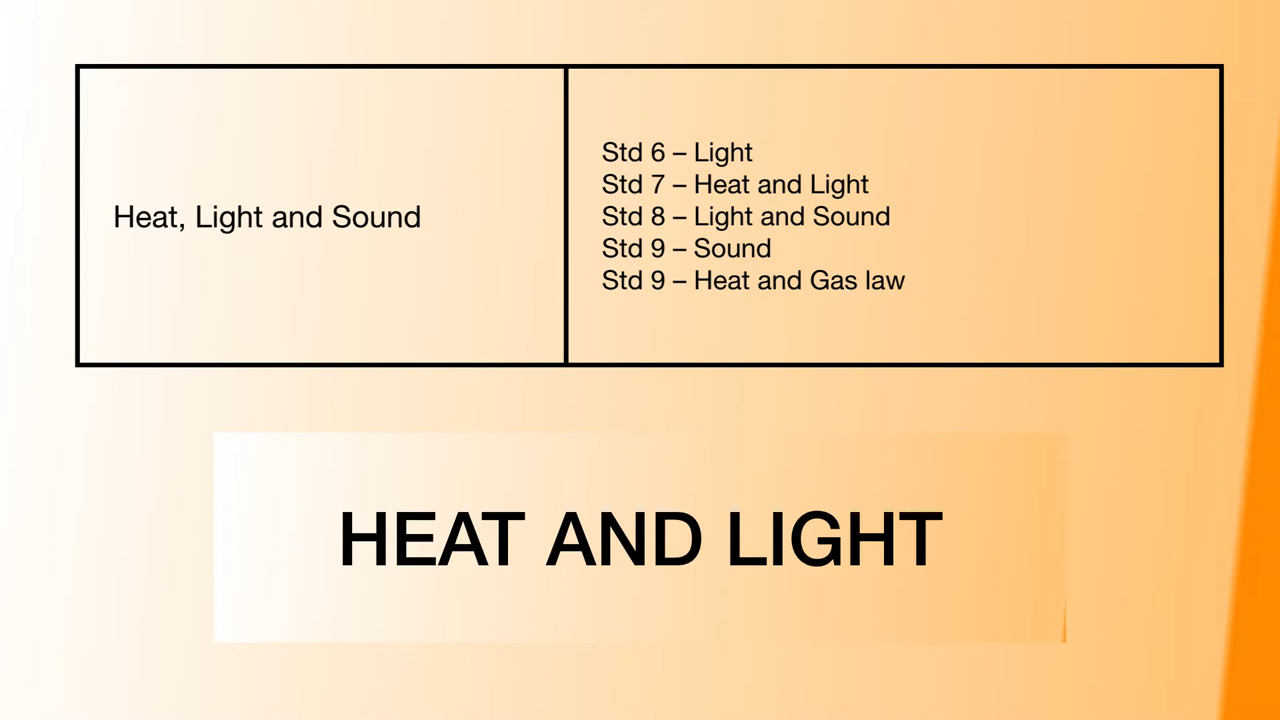 Heat, Light and Sound
Std 6 – Light
Std 7 – Heat and Light
Std 8 – Light and Sound
Std 9 – Sound
Std 9 – Heat and Gas law
HEAT AND LIGHT